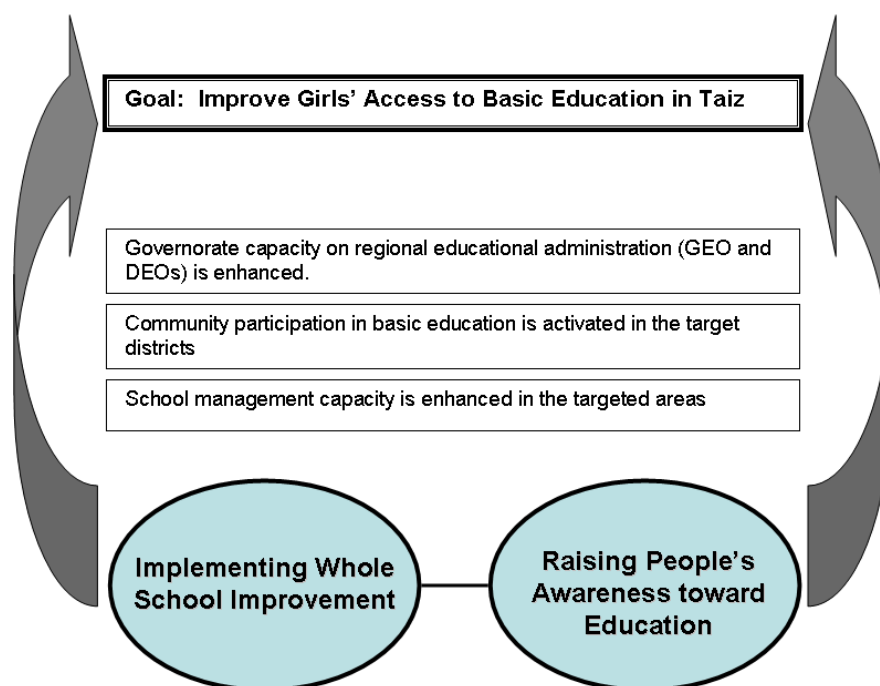 Goal:  Improve Girls' Access to Basic Education in Taiz
Governorate capacity on regional educational administration (GEO and
DEOs) is enhanced.
Community participation in basic education is activated in the target
districts
School management capacity is enhanced in the targeted areas
Implementing Whole
School Improvement
Raising People's
Awareness toward
Education